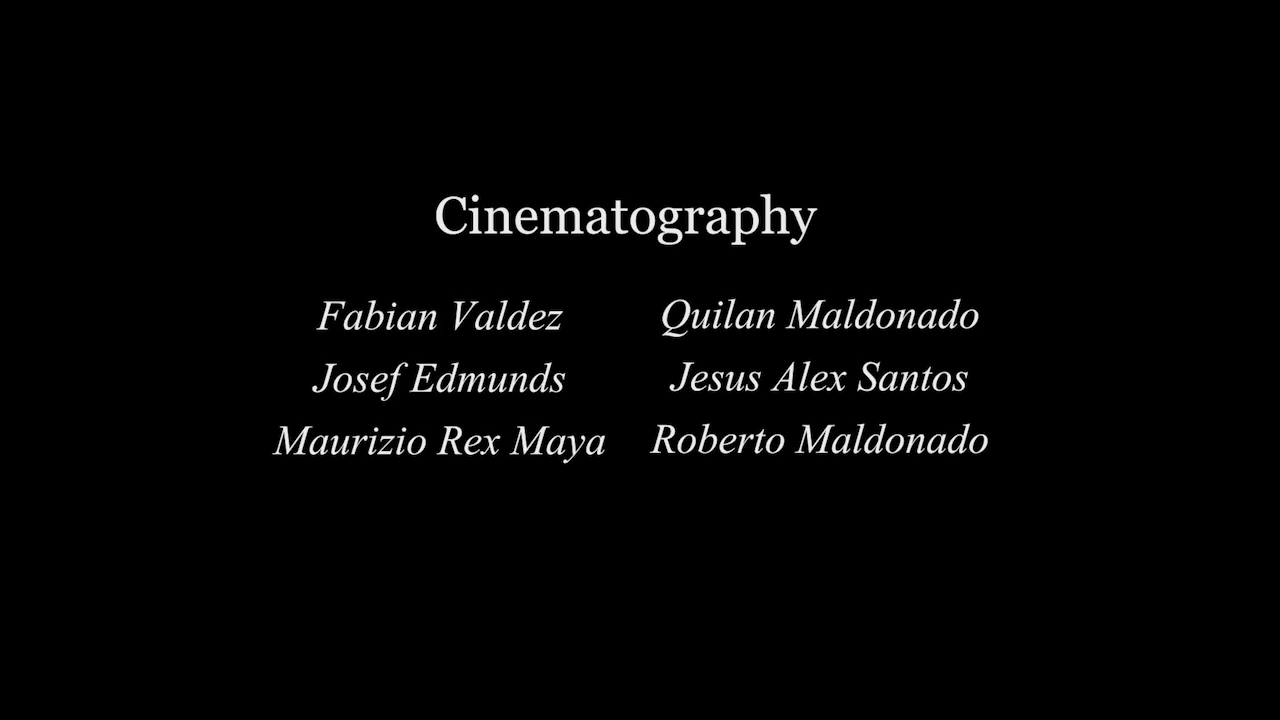 Cinematography
Fabian Valdez Quilan Maldonado
Josef Edmunds Jesus Alex Santos
Maurizio Rex Maya Roberto Maldonado